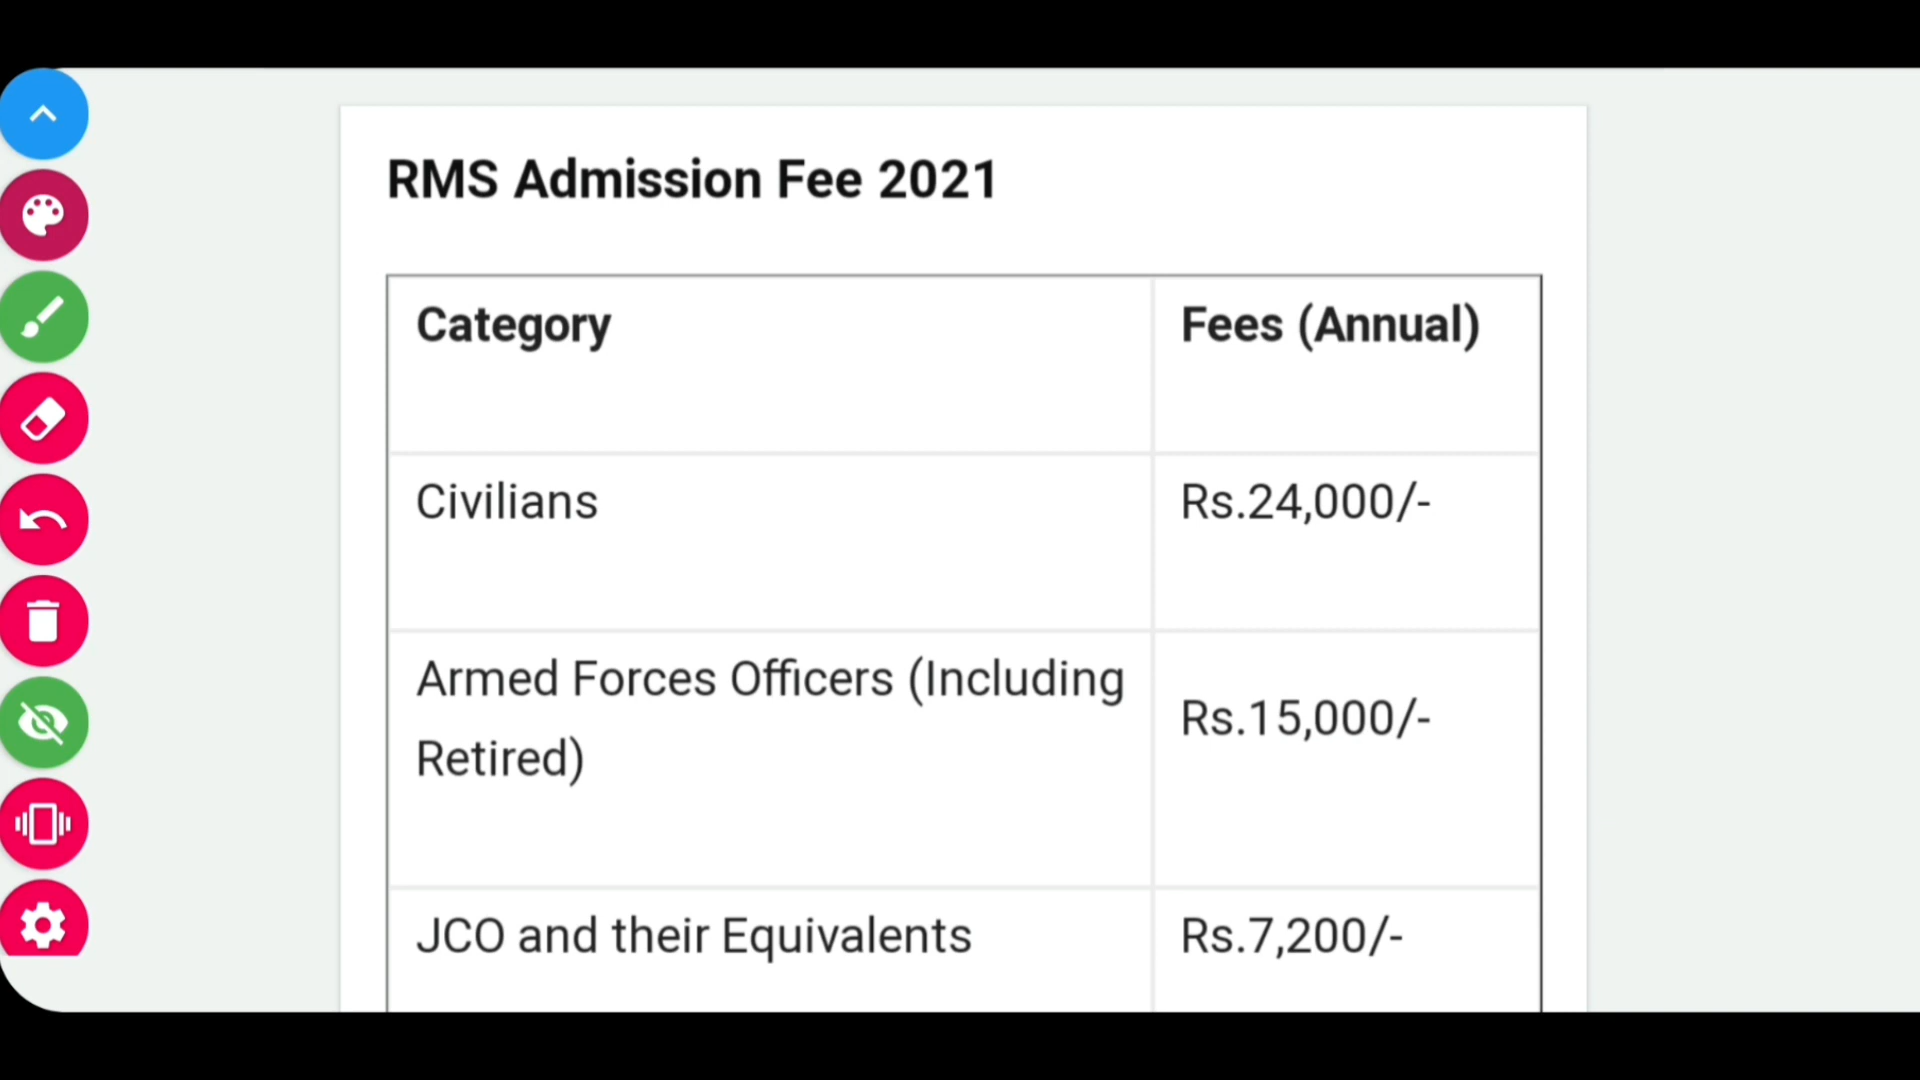 RMS Admission Fee 2021
Category
Fees (Annual)
Civilians
Rs.24,000/-
Armed Forces Officers (Including
Retired)
Rs.15,000/-
JCO and their Equivalents
Rs.7,200/-